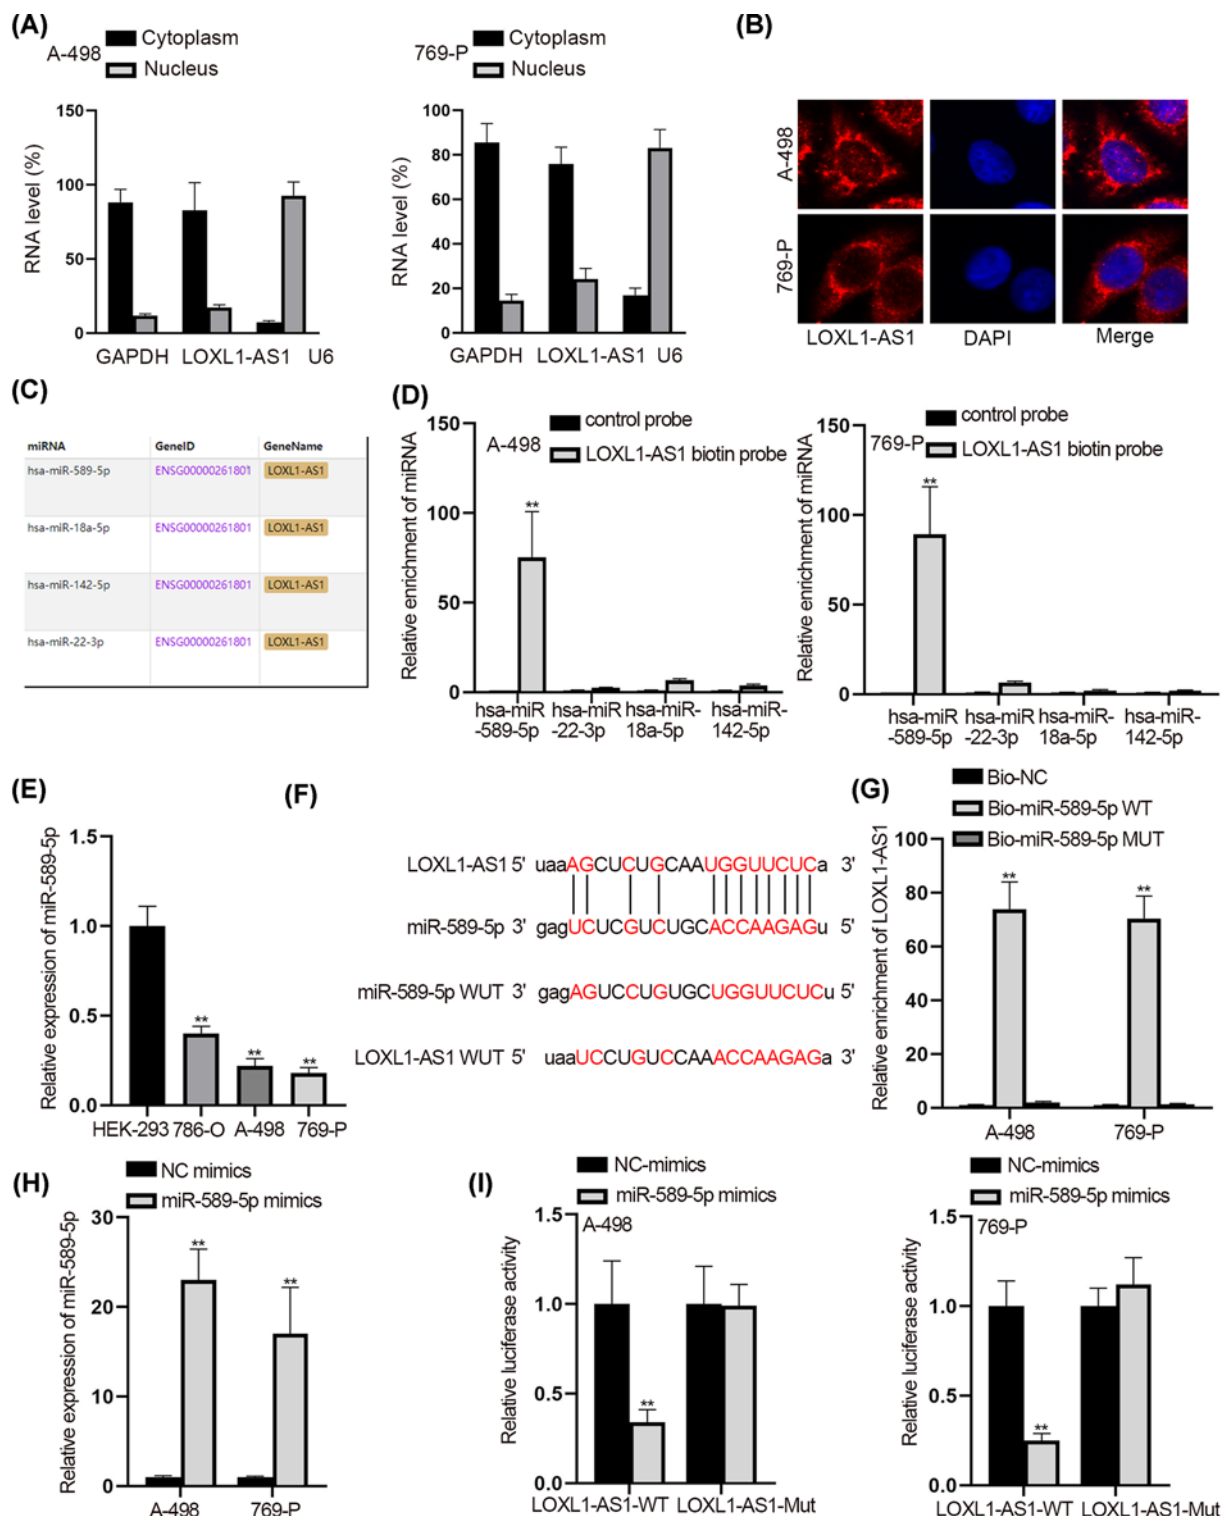 (A)
A-498
Cytoplasm
Nucleus
RNA level (%)
150
100
50
0
GAPDH LOXL1-AS1 U6
769-P
Cytoplasm
Nucleus
RNA level (%)
100
80
60
40
20
0
GAPDH LOXL1-AS1 U6
(B)
A-498
769-P
LOXL1-AS1 DAPI Merge
(C)
miRNA GeneID GeneName
hsa-miR-589-5p ENSG00000261801 LOXL1-AS1
hsa-miR-18a-5p ENSG00000261801 LOXL1-AS1
hsa-miR-142-5p ENSG00000261801 LOXL1-AS1
hsa-miR-22-3p ENSG00000261801 LOXL1-AS1
(D)
control probe
LOXL1-AS1 biotin probe
A-498
Relative enrichment of miRNA
150
100
50
0
**
hsa-miR hsa-miR hsa-miR- hsa-miR-
-589-5p -22-3p 18a-5p 142-5p
control probe
LOXL1-AS1 biotin probe
769-P
Relative enrichment of miRNA
150
100
50
0
**
hsa-miR hsa-miR hsa-miR- hsa-miR-
-589-5p -22-3p 18a-5p 142-5p
(E)
Relative expression of miR-589-5p
1.5
1.0
0.5
0.0
** ** **
HEK-293 786-O A-498 769-P
(F)
LOXL1-AS1 5' uaaAGCUCUGCAAUGGUUCUCa 3'
miR-589-5p 3' gagUCUCGUCUGCACCAAGAGu 5'
miR-589-5p WUT 3' gagAGUCCUGUGCUGGUUCUCu 5'
LOXL1-AS1 WUT 5' uaaUCCUGUCCAAACCAAGAGa 3'
(G)
Bio-NC
Bio-miR-589-5p WT
Bio-miR-589-5p MUT
Relative enrichment of LOXL1-AS1
100
80
60
40
20
0
** **
A-498 769-P
(H)
NC mimics
miR-589-5p mimics
Relative expression of miR-589-5p
30
20
10
0
** **
A-498 769-P
(I)
NC-mimics
miR-589-5p mimics
A-498
Relative luciferase activity
1.5
1.0
0.5
0.0
**
LOXL1-AS1-WT LOXL1-AS1-Mut
NC-mimics
miR-589-5p mimics
769-P
Relative luciferase activity
1.5
1.0
0.5
0.0
**
LOXL1-AS1-WT LOXL1-AS1-Mut